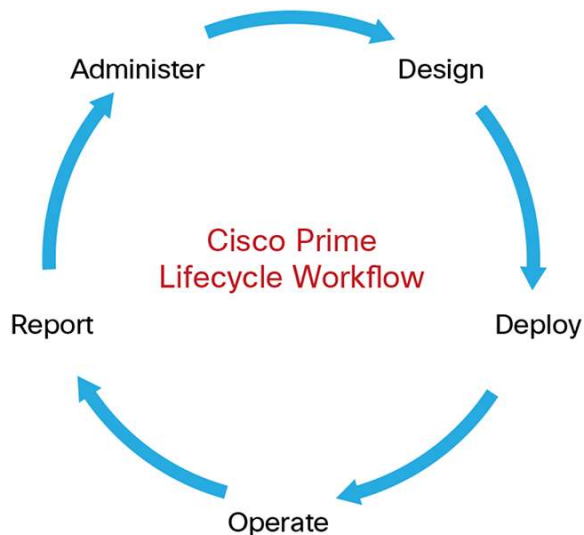 Administer
Design
Cisco Prime
Lifecycle Workflow
Report
Deploy
Operate